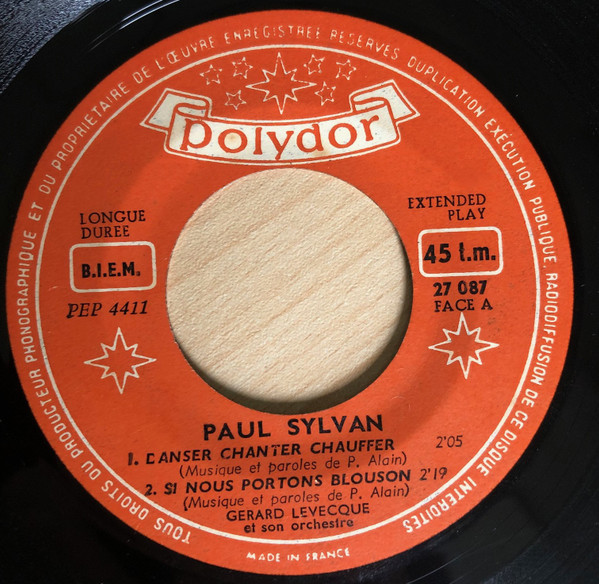 TOUS DROITS DU PRODUCTEUR PHONOGRAPHIQUE ET DU PROPRIETAIRE DE L'ŒUVRE ENREGISTREE RESERVES. DUPLICATION EXECUTION PUBLIQUE, RADIODIFFUSION DE CE DISQUE INTERDITES
polydor
LONGUE
DUREE
EXTENDED
PLAY
B.I.E.M.
45 t.m.
PEP 4411
27 087
FACE A
PAUL SYLVAN
1. DANSER CHANTER CHAUFFER 2'05
(Musique et paroles de P. Alain)
2. SI NOUS PORTONS BLOUSON 2'19
(Musique et paroles de P. Alain)
GERARD LEVECQUE
et son orchestre
MADE IN FRANCE